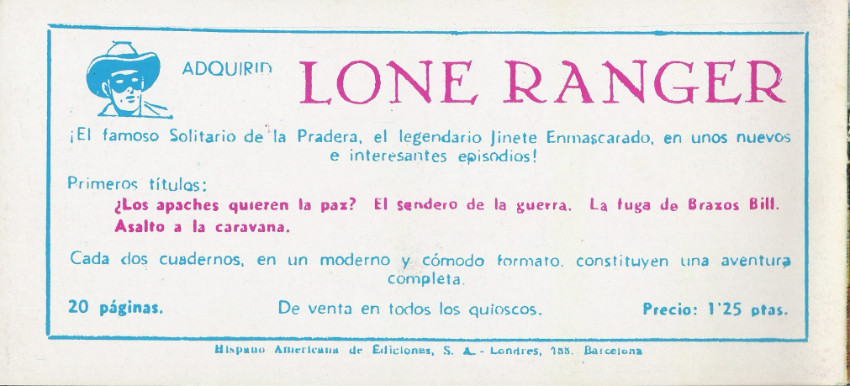 ADQUIRID LONE RANGER
¡El famoso Solitario de la Pradera, el legendario Jinete Enmascarado, en unos nuevos
e interesantes episodios!
Primeros títulos:
¿Los apaches quieren la paz? El sendero de la guerra. La fuga de Brazos Bill.
Asalto a la caravana.
Cada dos cuadernos, en un moderno y cómodo formato, constituyen una aventura
completa.
20 páginas. De venta en todos los quioscos. Precio: 1'25 ptas.
Hispano Americana de Ediciones, S. A. - Londres, 188. Barcelona